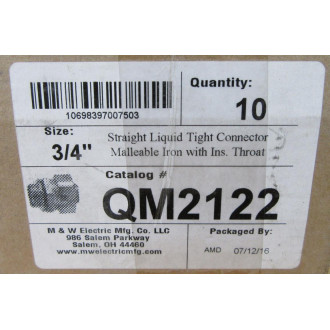 Quantity:
10698397007503
10
Size:
3/4"
Straight Liquid Tight Connector
Malleable Iron with Ins. Throat
Catalog #
QM2122
M & W Electric Mfg. Co. LLC
986 Salem Parkway
Salem, OH 44460
www.mwelectricmfg.com
Packaged By:
AMD 07/12/16